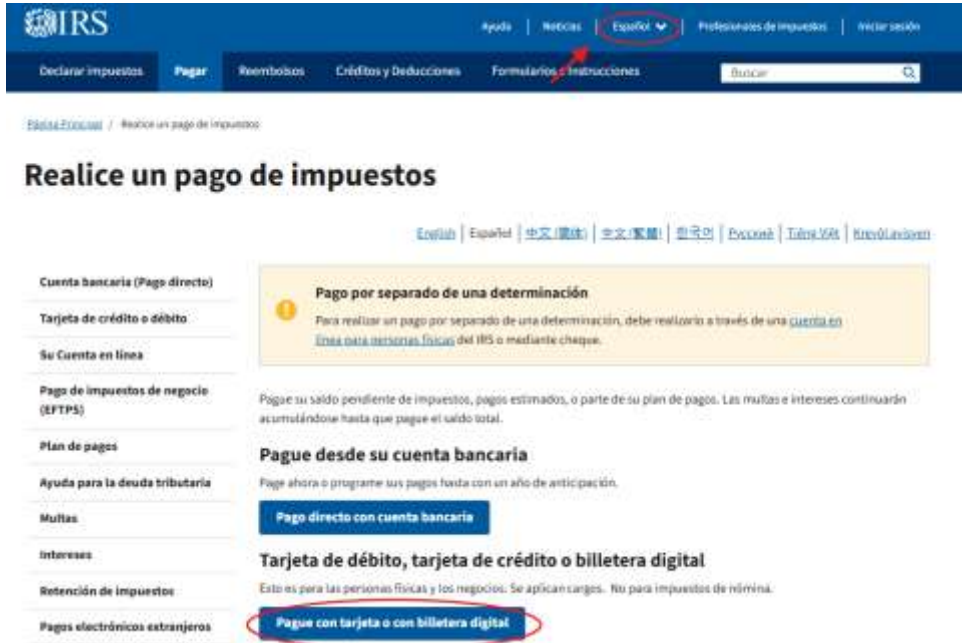 IRS
Ayuda | Noticias | Español | Profesionales de impuestos | Iniciar sesión
Declarar impuestos Pagar Reembolsos Créditos y Deducciones Formularios e Instrucciones Buscar
Página Principal / Realice un pago de impuestos
Realice un pago de impuestos
English | Español | 中文 (简体) | 中文 (繁體) | 한국어 | Русский | Tiếng Việt | Kreyòl ayisyen
Cuenta bancaria (Pago directo)
Tarjeta de crédito o débito
Su Cuenta en línea
Pago de impuestos de negocio
(EFTPS)
Plan de pagos
Ayuda para la deuda tributaria
Multas
Intereses
Retención de impuestos
Pagos electrónicos extranjeros
Pago por separado de una determinación
Para realizar un pago por separado de una determinación, debe realizarlo a través de una cuenta en
línea para personas físicas del IRS o mediante cheque.
Pague su saldo pendiente de impuestos, pagos estimados, o parte de su plan de pagos. Las multas e intereses continuarán
acumulándose hasta que pague el saldo total.
Pague desde su cuenta bancaria
Page ahora o programe sus pagos hasta con un año de anticipación.
Pago directo con cuenta bancaria
Tarjeta de débito, tarjeta de crédito o billetera digital
Esto es para las personas físicas y los negocios. Se aplican cargos. No para impuestos de nómina.
Pague con tarjeta o con billetera digital